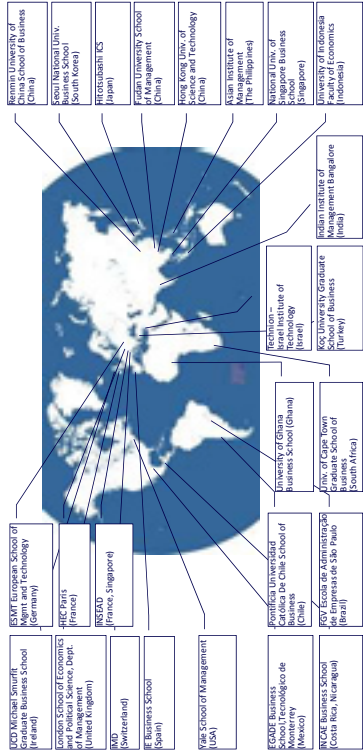 UCD Michael Smurfit
Graduate Business School
(Ireland)
London School of Economics
and Political Science, Dept.
of Management
(United Kingdom)
IMD
(Switzerland)
IE Business School
(Spain)
Yale School of Management
(USA)
EGADE Business
School,Tecnológico de
Monterrey
(Mexico)
INCAE Business School
(Costa Rica, Nicaragua)
ESMT European School of
Mgmt and Technology
(Germany)
HEC Paris
(France)
INSEAD
(France, Singapore)
Pontificia Universidad
Católica De Chile School of
Business
(Chile)
FGV Escola de Administração
de Empresas de São Paulo
(Brazil)
University of Ghana
Business School (Ghana)
Univ. of Cape Town
Graduate School of
Business
(South Africa)
Technion –
Israel Institute of
Technology
(Israel)
Koç University Graduate
School of Business
(Turkey)
Indian Institute of
Management Bangalore
(India)
Renmin University of
China School of Business
(China)
Seoul National Univ.
Business School
(South Korea)
Hitotsubashi ICS
(Japan)
Fudan University School
of Management
(China)
Hong Kong Univ. of
Science and Technology
(China)
Asian Institute of
Management
(The Philippines)
National Univ. of
Singapore Business
School
(Singapore)
University of Indonesia
Faculty of Economics
(Indonesia)